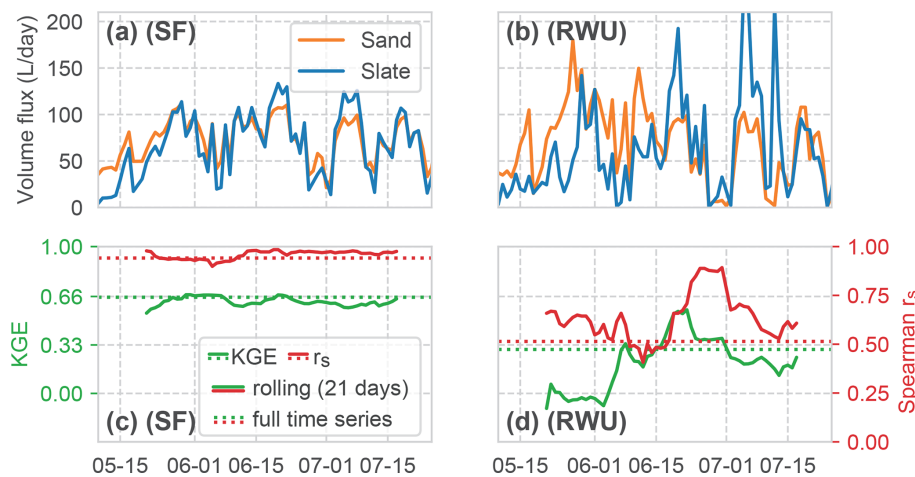 (a) (SF)
Sand
Slate
(b) (RWU)
Volume flux (L/day)
200
150
100
50
0
KGE
1.00
0.66
0.33
0.00
KGE rs
rolling (21 days)
full time series
(c) (SF)
(d) (RWU)
1.00
0.75
0.50
0.25
0.00
Spearman rs
05-15 06-01 06-15 07-01 07-15
05-15 06-01 06-15 07-01 07-15